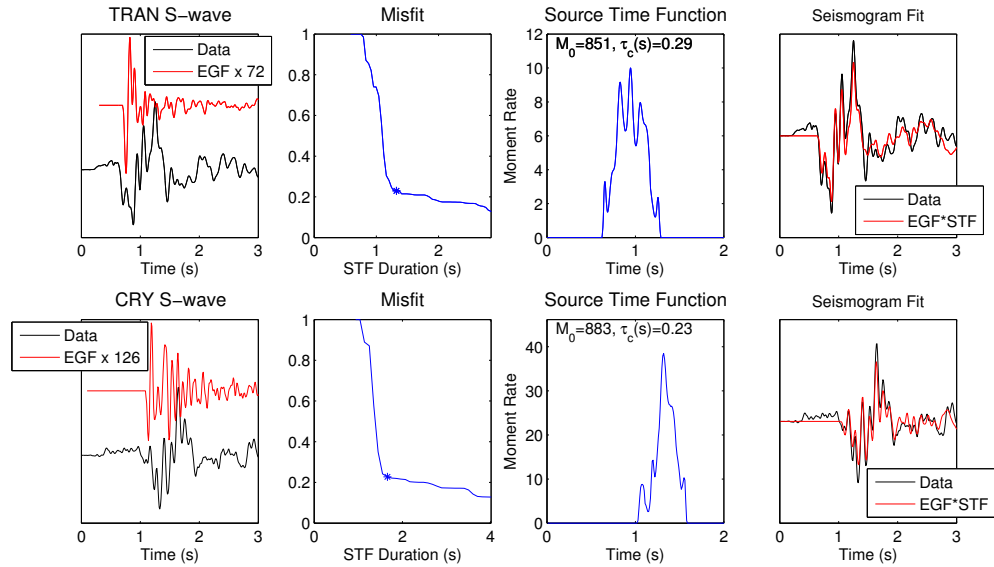 TRAN S-wave
Data
EGF x 72
0 1 2 3
Time (s)
Misfit
1
0.8
0.6
0.4
0.2
0
0 1 2
STF Duration (s)
Source Time Function
M_0=851, τ_c(s)=0.29
Moment Rate
12
10
8
6
4
2
0
0 1 2
Time (s)
Seismogram Fit
Data
EGF*STF
0 1 2 3
Time (s)
CRY S-wave
Data
EGF x 126
0 1 2 3
Time (s)
Misfit
1
0.8
0.6
0.4
0.2
0
0 2 4
STF Duration (s)
Source Time Function
M_0=883, τ_c(s)=0.23
Moment Rate
40
30
20
10
0
0 1 2
Time (s)
Seismogram Fit
Data
EGF*STF
0 1 2 3
Time (s)